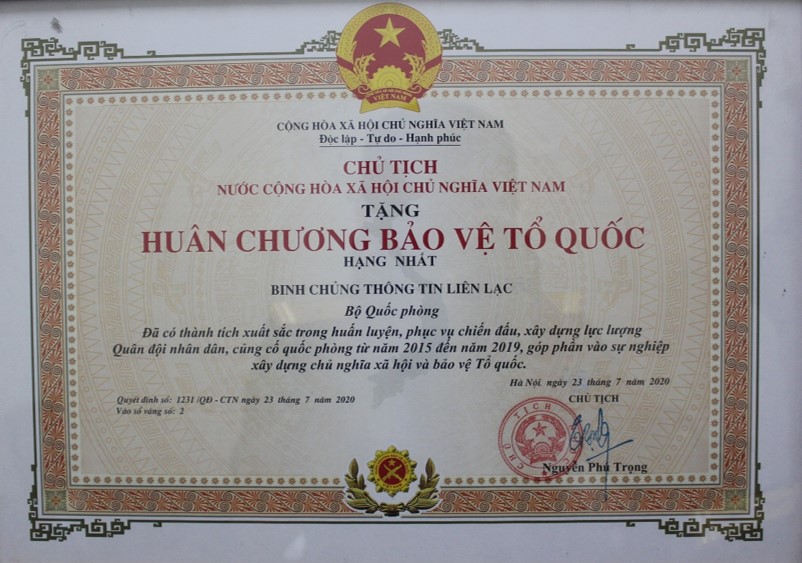 VIỆT NAM
CỘNG HÒA XÃ HỘI CHỦ NGHĨA VIỆT NAM
Độc lập - Tự do - Hạnh phúc
CHỦ TỊCH
NƯỚC CỘNG HÒA XÃ HỘI CHỦ NGHĨA VIỆT NAM
TẶNG
HUÂN CHƯƠNG BẢO VỆ TỔ QUỐC
HẠNG NHẤT
BINH CHỦNG THÔNG TIN LIÊN LẠC
Bộ Quốc phòng
Đã có thành tích xuất sắc trong huấn luyện, phục vụ chiến đấu, xây dựng lực lượng
Quân đội nhân dân, củng cố quốc phòng từ năm 2015 đến năm 2019, góp phần vào sự nghiệp
xây dựng chủ nghĩa xã hội và bảo vệ Tổ quốc.
Hà Nội, ngày 23 tháng 7 năm 2020
Quyết định số: 1231 /QĐ - CTN ngày 23 tháng 7 năm 2020
Vào sổ vàng số: 2
CHỦ TỊCH
CHỦ TỊCH
Nguyễn Phú Trọng